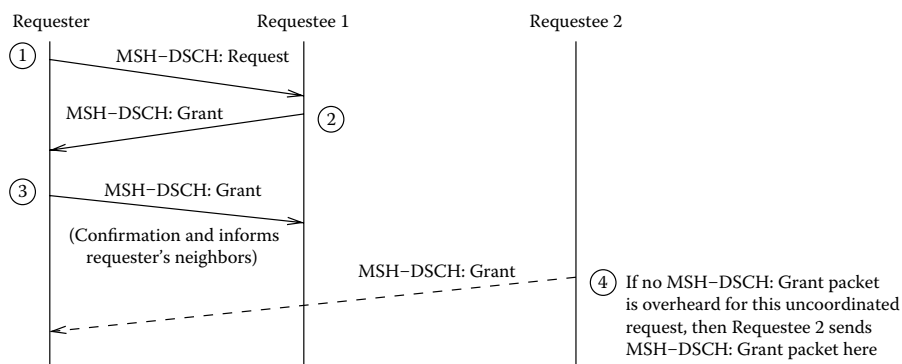 Requester
Requestee 1
Requestee 2
1
MSH–DSCH: Request
MSH–DSCH: Grant
2
3
MSH–DSCH: Grant
(Confirmation and informs
requester's neighbors)
MSH–DSCH: Grant
4
If no MSH–DSCH: Grant packet
is overheard for this uncoordinated
request, then Requestee 2 sends
MSH–DSCH: Grant packet here